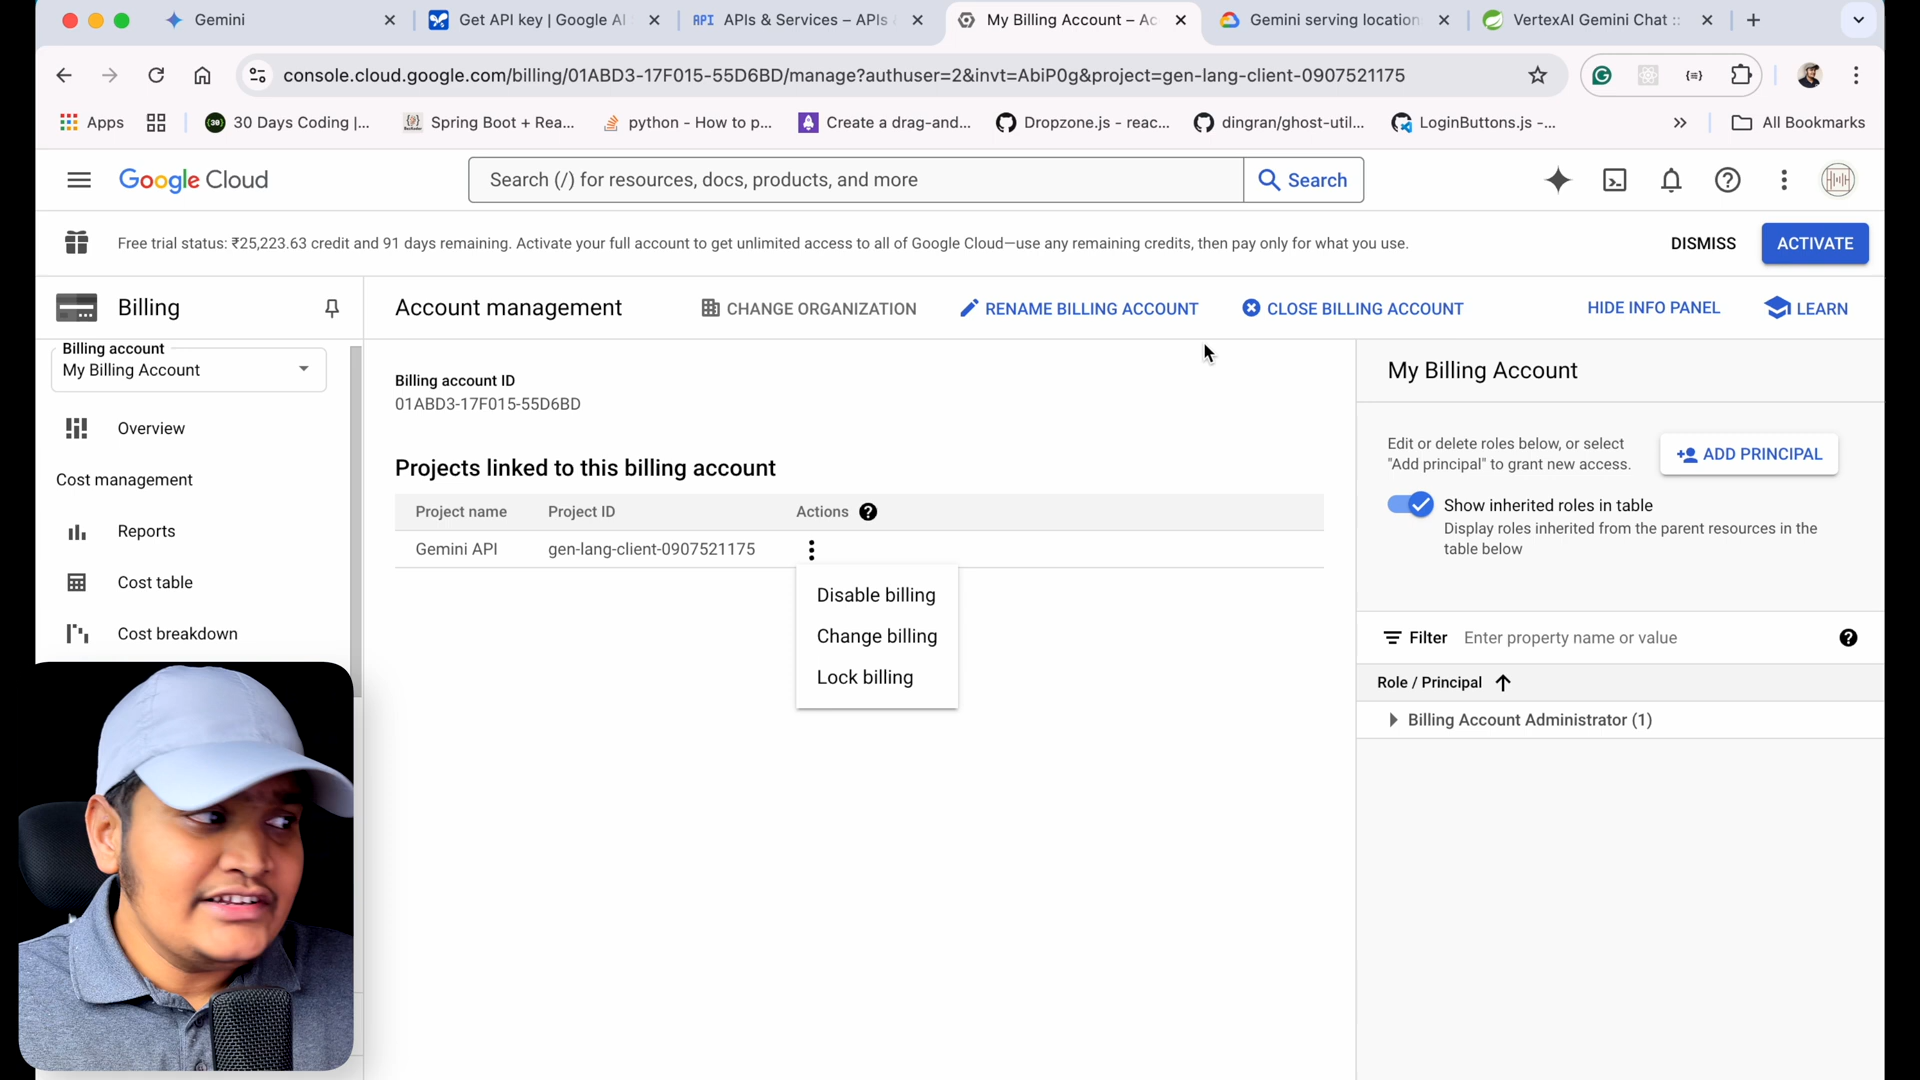 Gemini
Get API key | Google AI
API APIs & Services – APIs
My Billing Account – Ac
Gemini serving location
VertexAI Gemini Chat ::
console.cloud.google.com/billing/01ABD3-17F015-55D6BD/manage?authuser=2&invt=AbiP0g&project=gen-lang-client-0907521175
Apps
30 Days Coding |...
Spring Boot + Rea...
python - How to p...
Create a drag-and...
Dropzone.js - reac...
dingran/ghost-util...
LoginButtons.js -...
All Bookmarks
Google Cloud
Search (/) for resources, docs, products, and more
Search
Free trial status: ₹25,223.63 credit and 91 days remaining. Activate your full account to get unlimited access to all of Google Cloud—use any remaining credits, then pay only for what you use.
DISMISS
ACTIVATE
Billing
Account management
CHANGE ORGANIZATION
RENAME BILLING ACCOUNT
CLOSE BILLING ACCOUNT
HIDE INFO PANEL
LEARN
Billing account
My Billing Account
Overview
Cost management
Reports
Cost table
Cost breakdown
Billing account ID
01ABD3-17F015-55D6BD
Projects linked to this billing account
Project name Project ID Actions
Gemini API gen-lang-client-0907521175
Disable billing
Change billing
Lock billing
My Billing Account
Edit or delete roles below, or select
"Add principal" to grant new access.
ADD PRINCIPAL
Show inherited roles in table
Display roles inherited from the parent resources in the
table below
Filter Enter property name or value
Role / Principal
Billing Account Administrator (1)